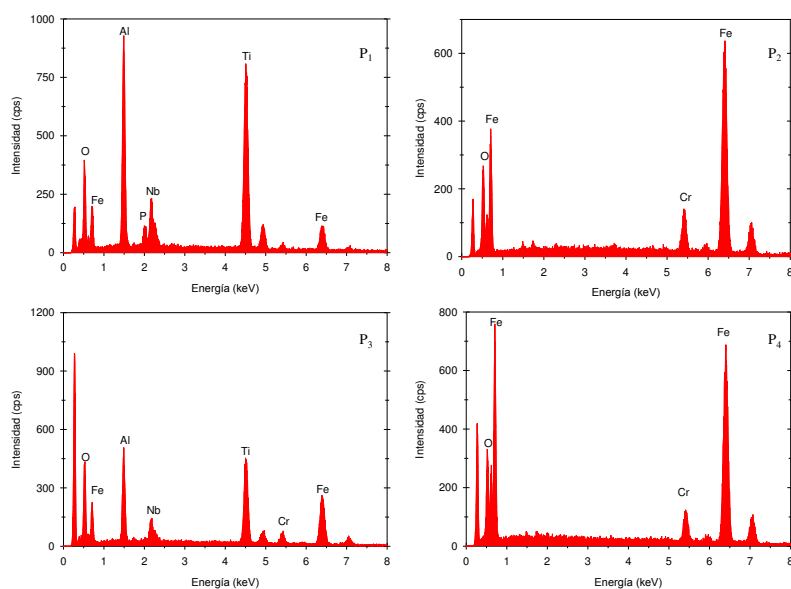 P1
Intensidad (cps)
1000
750
500
250
0
Al
Ti
O
Fe
P
Nb
Fe
0 1 2 3 4 5 6 7 8
Energía (keV)
P2
Intensidad (cps)
600
400
200
0
Fe
Fe
O
Cr
0 1 2 3 4 5 6 7 8
Energía (keV)
P3
Intensidad (cps)
1200
900
600
300
0
Al
O
Ti
Fe
Nb
Cr
Fe
0 1 2 3 4 5 6 7 8
Energía (keV)
P4
Intensidad (cps)
800
600
400
200
0
Fe
Fe
O
Cr
0 1 2 3 4 5 6 7 8
Energía (keV)